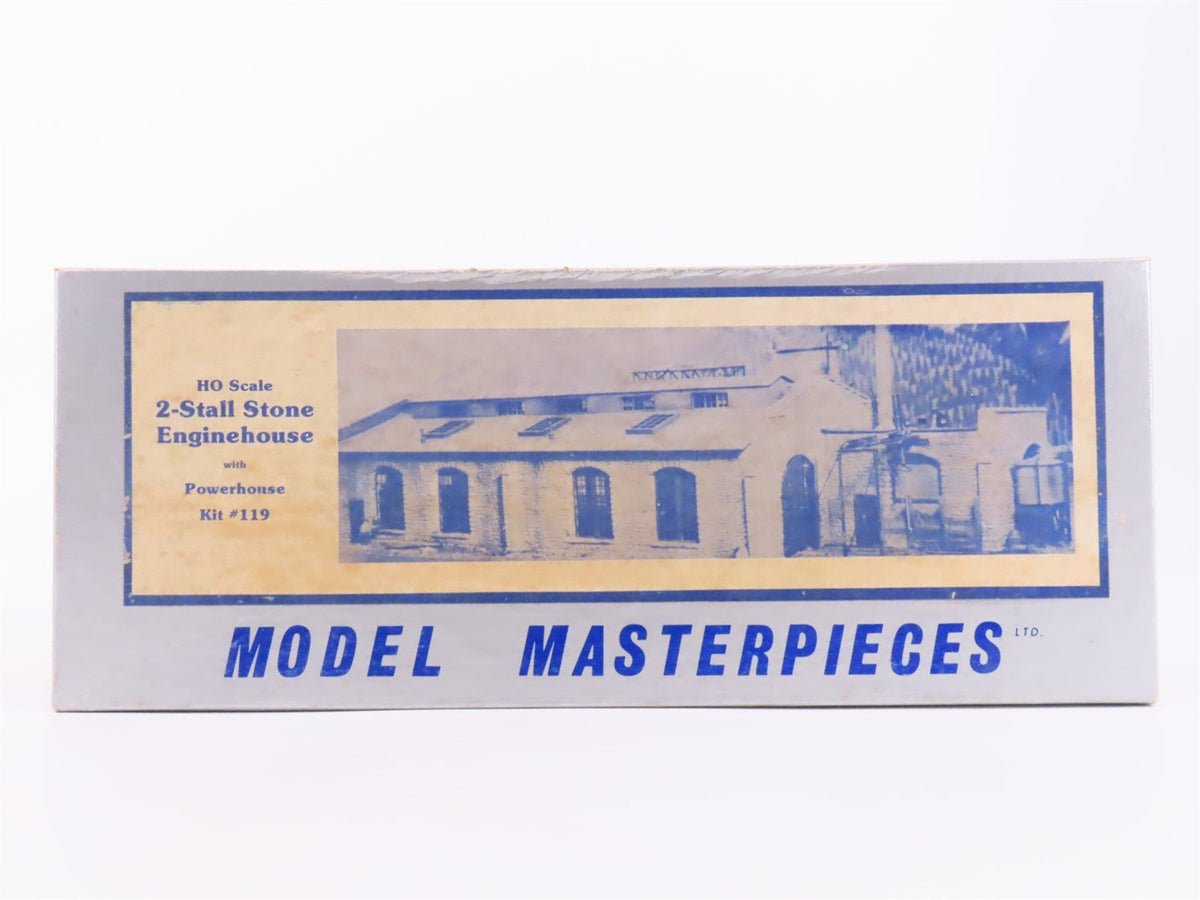 HO Scale
2-Stall Stone
Enginehouse
with
Powerhouse
Kit #119
MODEL MASTERPIECES LTD.